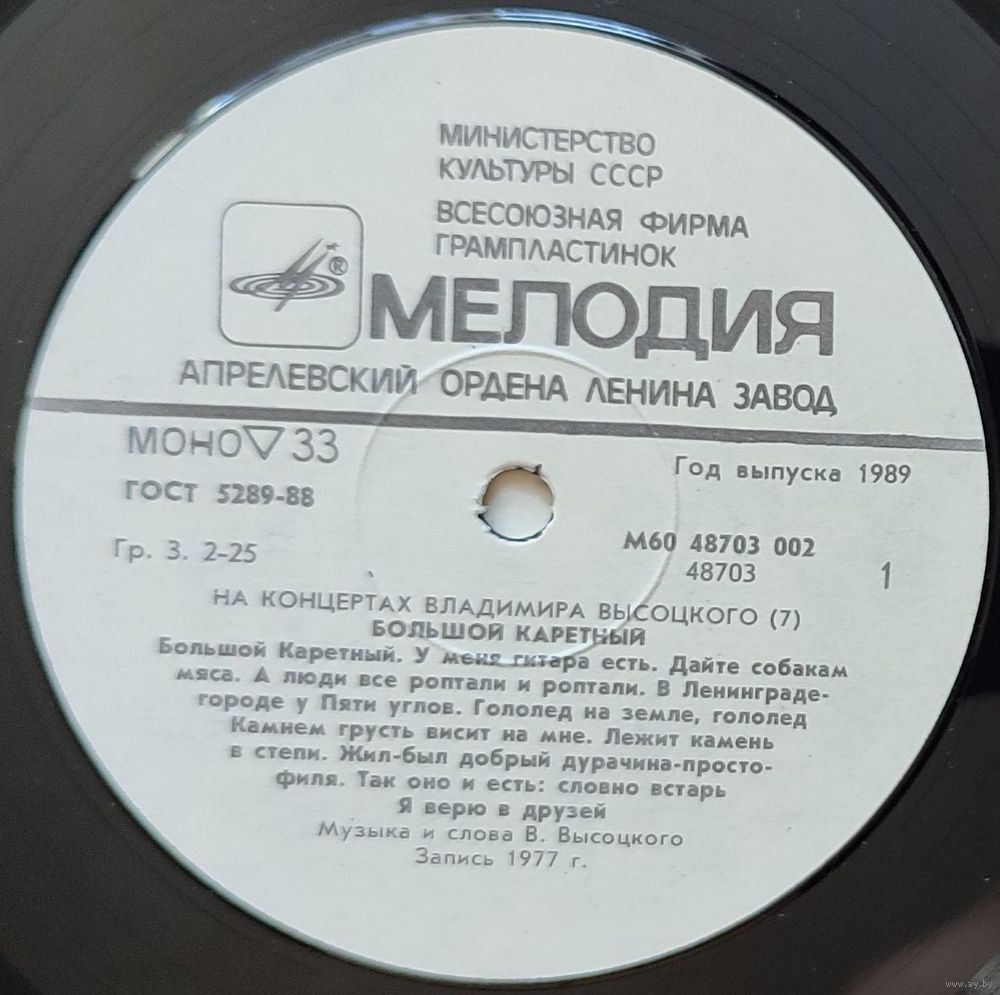 МИНИСТЕРСТВО
КУЛЬТУРЫ СССР
ВСЕСОЮЗНАЯ ФИРМА
ГРАМПЛАСТИНОК
®
МЕЛОДИЯ
АПРЕЛЕВСКИЙ ОРДЕНА ЛЕНИНА ЗАВОД
МОНО ▽ 33
ГОСТ 5289-88
Гр. 3. 2-25
Год выпуска 1989
М60 48703 002
48703
1
НА КОНЦЕРТАХ ВЛАДИМИРА ВЫСОЦКОГО (7)
БОЛЬШОЙ КАРЕТНЫЙ
Большой Каретный. У меня гитара есть. Дайте собакам
мяса. А люди все роптали и роптали. В Ленинграде-
городе у Пяти углов. Гололед на земле, гололед
Камнем грусть висит на мне. Лежит камень
в степи. Жил-был добрый дурачина-просто-
филя. Так оно и есть: словно встарь
Я верю в друзей
Музыка и слова В. Высоцкого
Запись 1977 г.
www.ay.by